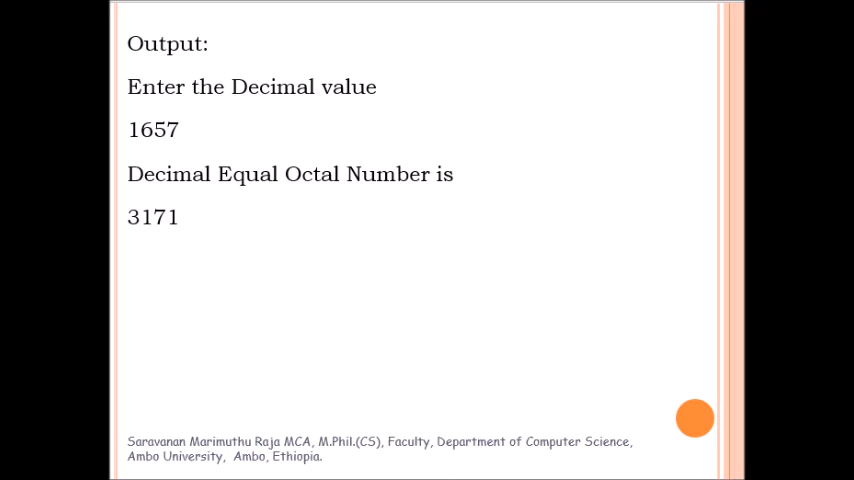 Output:
Enter the Decimal value
1657
Decimal Equal Octal Number is
3171
Saravanan Marimuthu Raja MCA, M.Phil.(CS), Faculty, Department of Computer Science,
Ambo University, Ambo, Ethiopia.